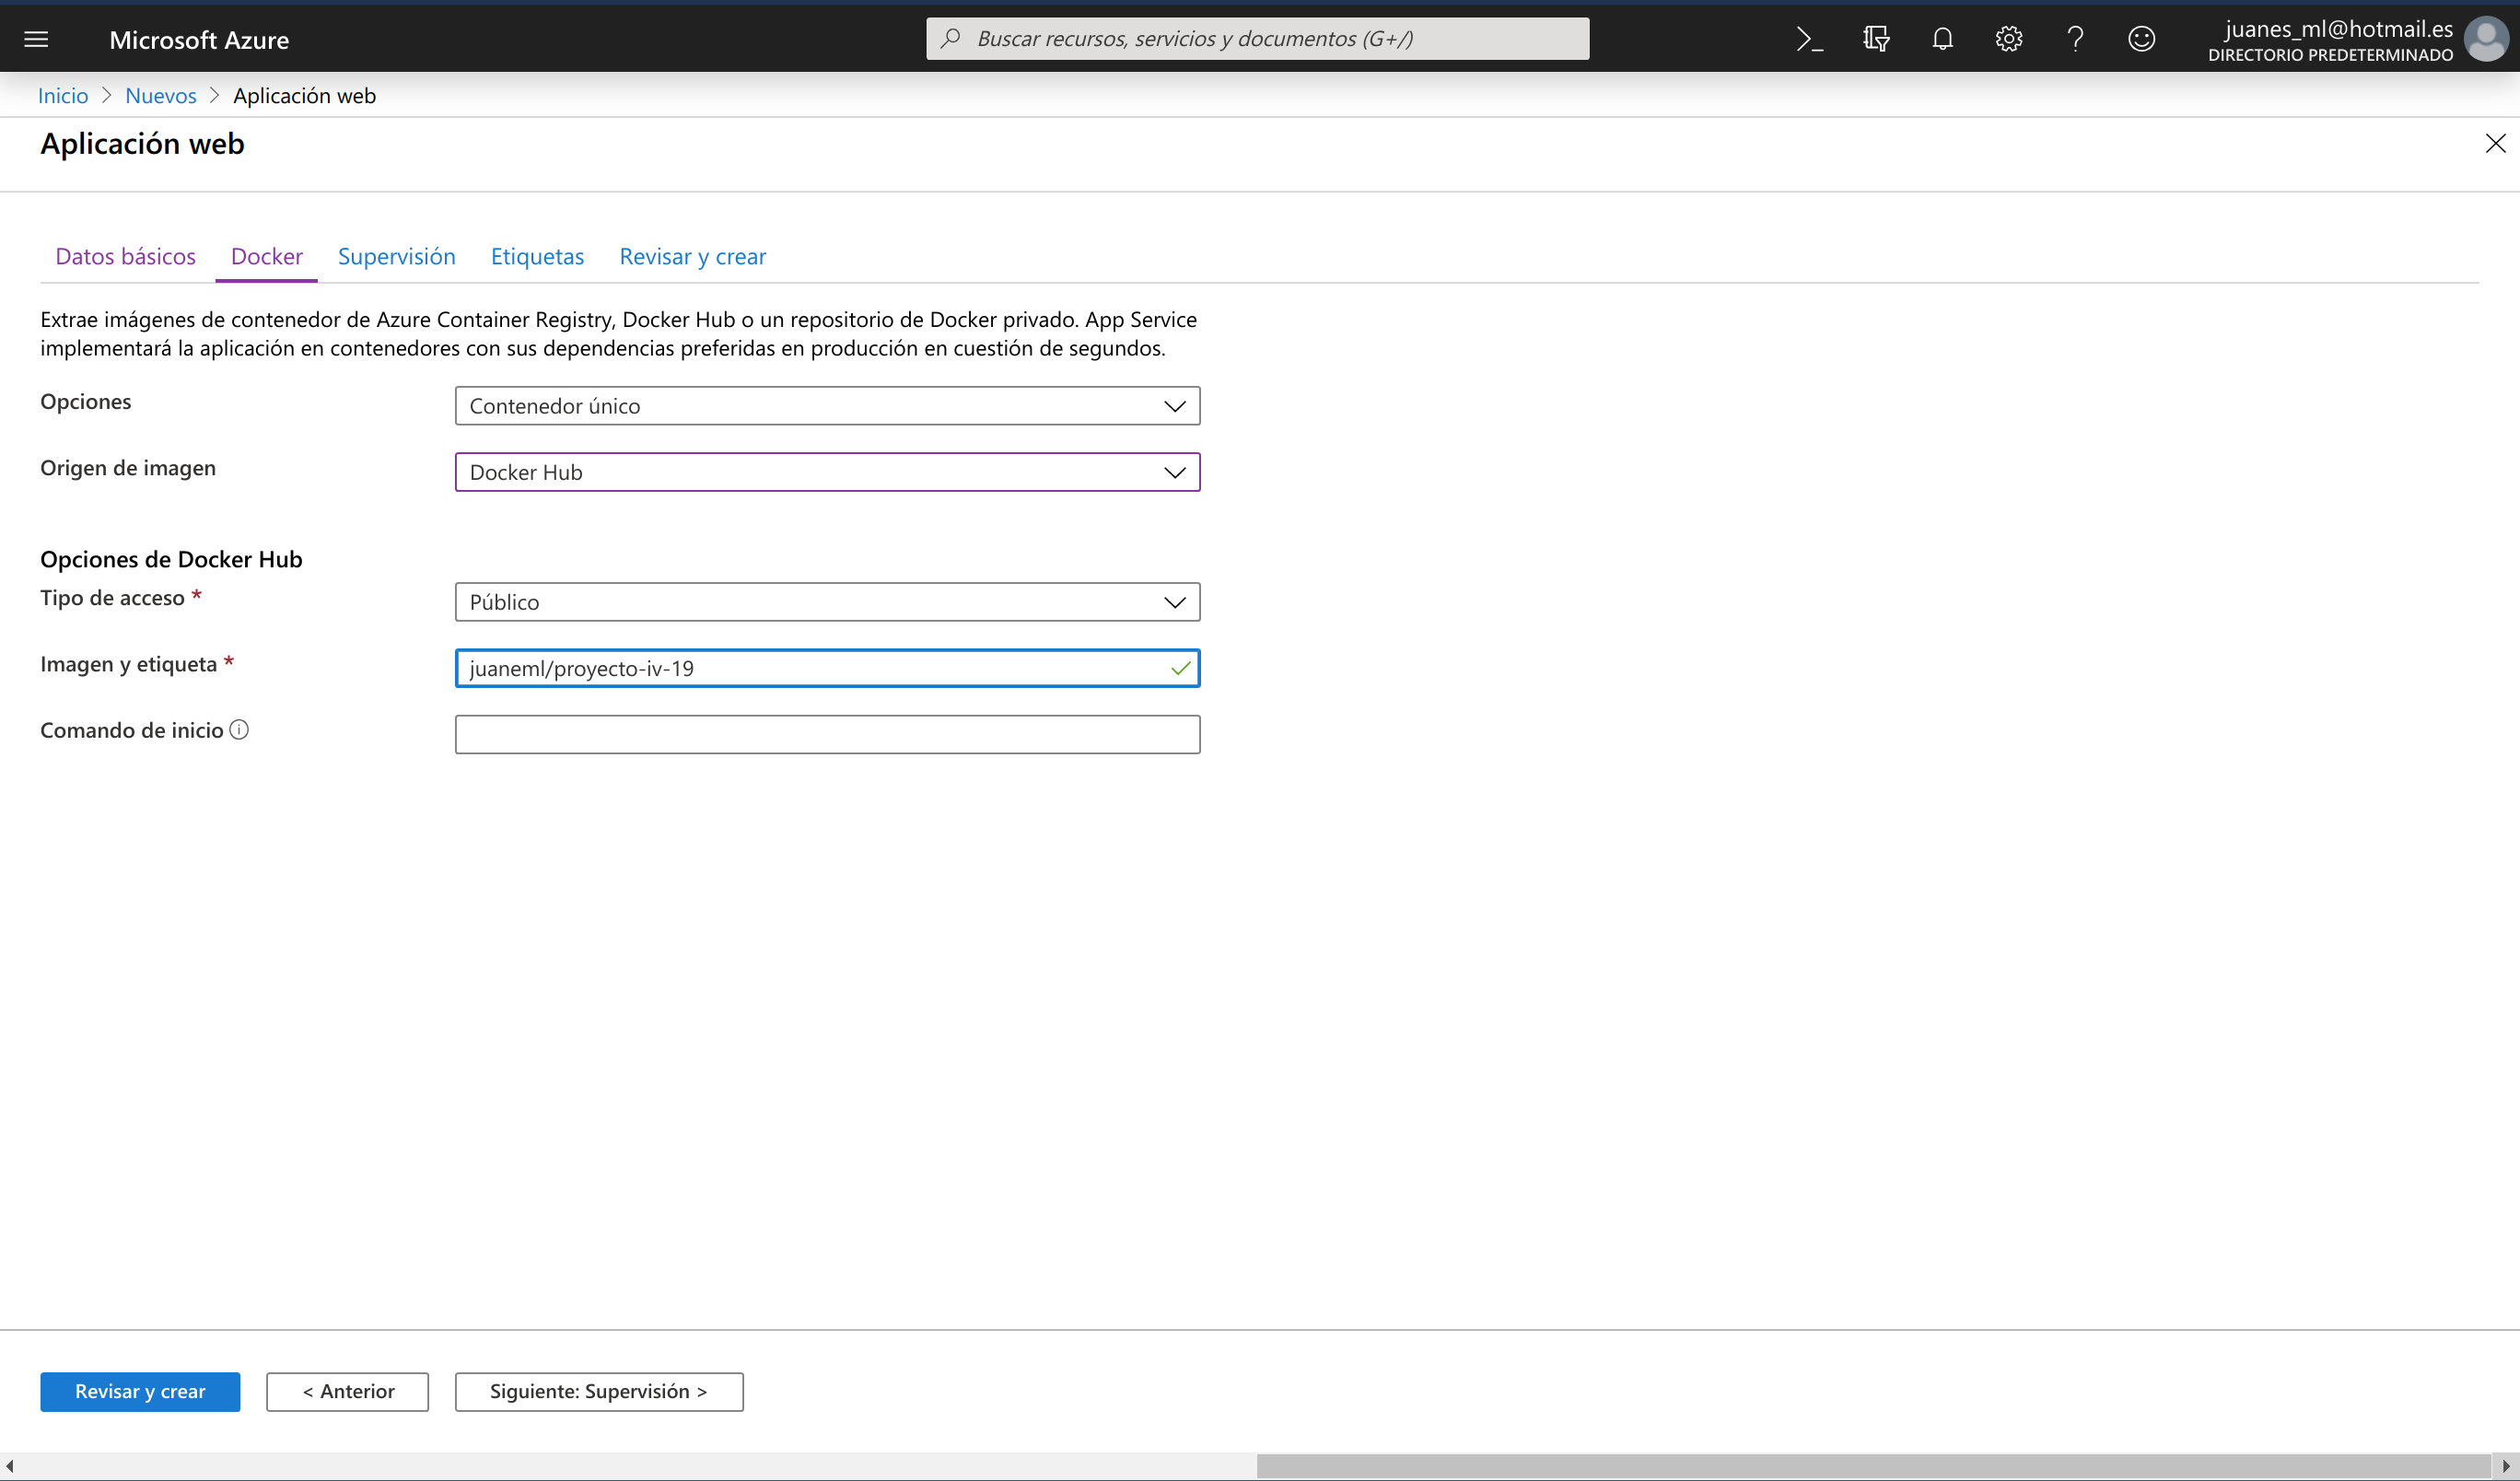 Microsoft Azure
Buscar recursos, servicios y documentos (G+/)
juanes_ml@hotmail.es
DIRECTORIO PREDETERMINADO
Inicio > Nuevos > Aplicación web
Aplicación web
Datos básicos Docker Supervisión Etiquetas Revisar y crear
Extrae imágenes de contenedor de Azure Container Registry, Docker Hub o un repositorio de Docker privado. App Service
implementará la aplicación en contenedores con sus dependencias preferidas en producción en cuestión de segundos.
Opciones
Contenedor único
Origen de imagen
Docker Hub
Opciones de Docker Hub
Tipo de acceso *
Público
Imagen y etiqueta *
juaneml/proyecto-iv-19
Comando de inicio
Revisar y crear
< Anterior
Siguiente: Supervisión >